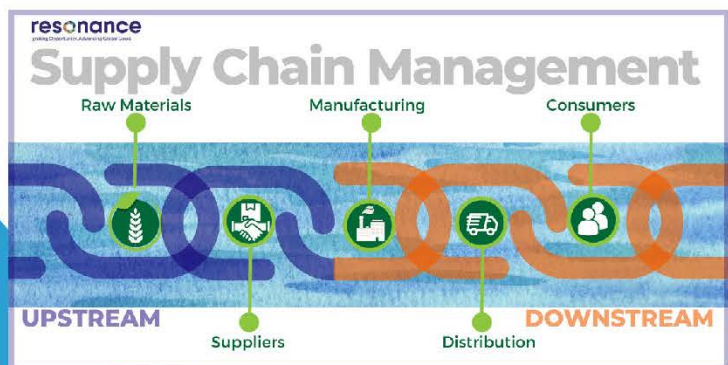 resonance
Supply Chain Management
Raw Materials
Manufacturing
Consumers
UPSTREAM
DOWNSTREAM
Suppliers
Distribution